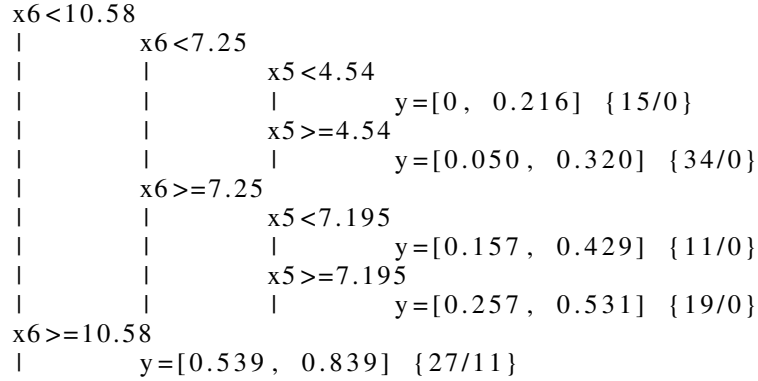 x6<10.58
| x6<7.25
| | x5<4.54
| | | y=[0, 0.216] {15/0}
| | x5>=4.54
| | | y=[0.050, 0.320] {34/0}
| x6>=7.25
| | x5<7.195
| | | y=[0.157, 0.429] {11/0}
| | x5>=7.195
| | | y=[0.257, 0.531] {19/0}
x6>=10.58
| y=[0.539, 0.839] {27/11}